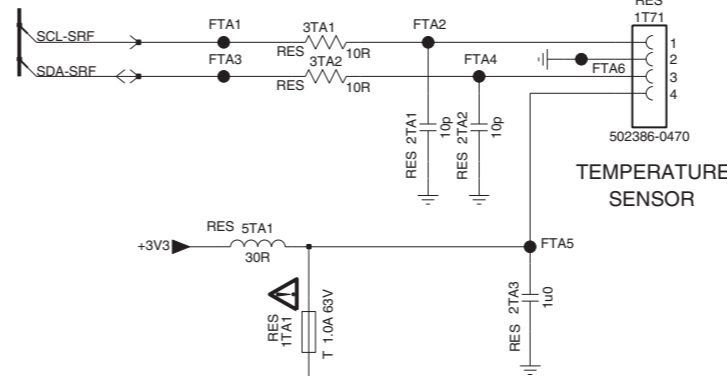 RES
1T71
FTA1
3TA1
FTA2
SCL-SRF
RES
10R
1
2
FTA3
3TA2
FTA4
FTA6
SDA-SRF
RES
10R
3
4
RES 2TA1
10p
RES 2TA2
10p
502386-0470
TEMPERATURE
SENSOR
RES 5TA1
+3V3
30R
FTA5
RES
1TA1
T 1.0A 63V
RES 2TA3
1u0